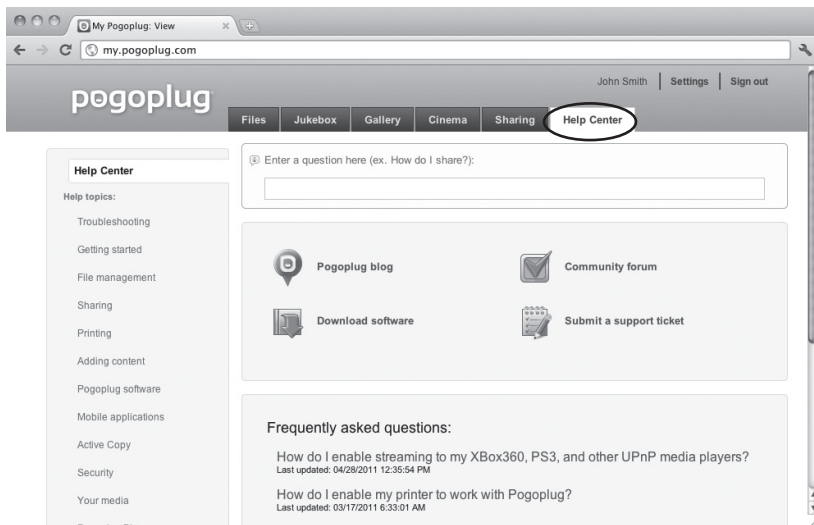 My Pogoplug: View
my.pogoplug.com
pogoplug
John Smith Settings Sign out
Files Jukebox Gallery Cinema Sharing Help Center
Help Center
Help topics:
Troubleshooting
Getting started
File management
Sharing
Printing
Adding content
Pogoplug software
Mobile applications
Active Copy
Security
Your media
Enter a question here (ex. How do I share?):
Pogoplug blog
Community forum
Download software
Submit a support ticket
Frequently asked questions:
How do I enable streaming to my XBox360, PS3, and other UPnP media players?
Last updated: 04/28/2011 12:35:54 PM
How do I enable my printer to work with Pogoplug?
Last updated: 03/17/2011 6:33:01 AM